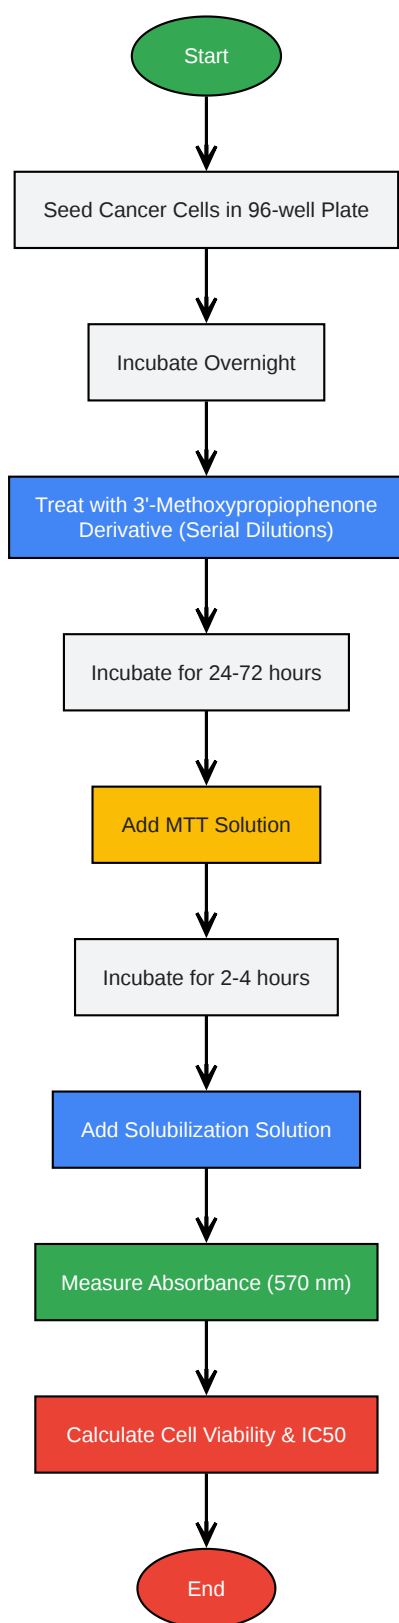 Start
Seed Cancer Cells in 96-well Plate
Incubate Overnight
Treat with 3'-Methoxypropiophenone
Derivative (Serial Dilutions)
Incubate for 24-72 hours
Add MTT Solution
Incubate for 2-4 hours
Add Solubilization Solution
Measure Absorbance (570 nm)
Calculate Cell Viability & IC50
End